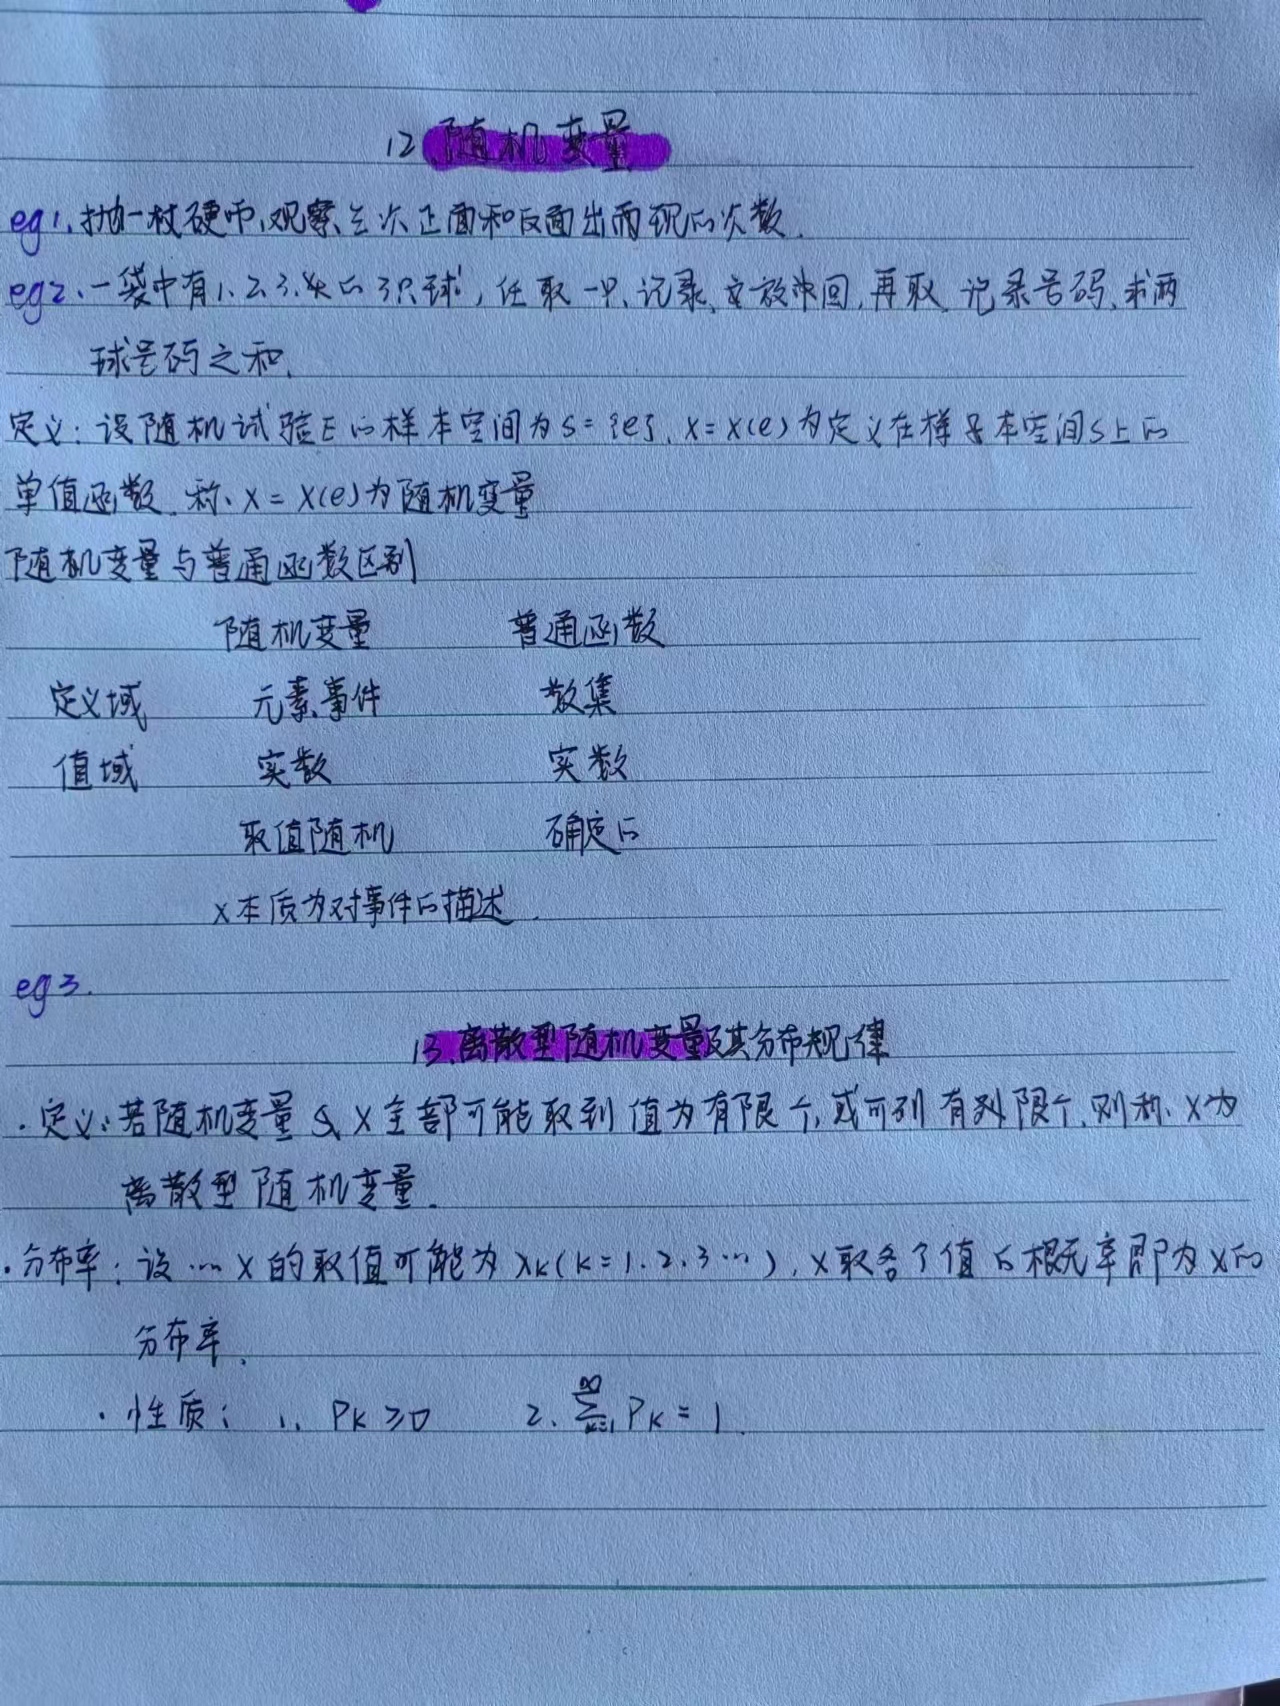 12、随机变量
eg1、抛一枚硬币,观察三次正面和反面出现的次数.
eg2、一袋中有1、2、3、的3只球,任取一只、记录、放回,再取、记录号码,求两
球号码之和.
定义:设随机试验E的样本空间为S={e},X=X(e)为定义在样本空间S上的
单值函数,称、X=X(e)为随机变量
随机变量与普通函数区别
随机变量 普通函数
定义域 元素事件 数集
值域 实数 实数
取值随机 确定的
X本质为对事件的描述.
eg3.
13、离散型随机变量及其分布规律
·定义:若随机变量X全部可能取到值为有限个,或可列有限个,则称、X为
离散型随机变量.
·分布率:设…X的取值可能为xₖ(k=1.2.3…),X取各个值的概率即为X的
分布率.
·性质:1. Pₖ≥0 2. ∑_{k=1}^{∞} Pₖ=1.